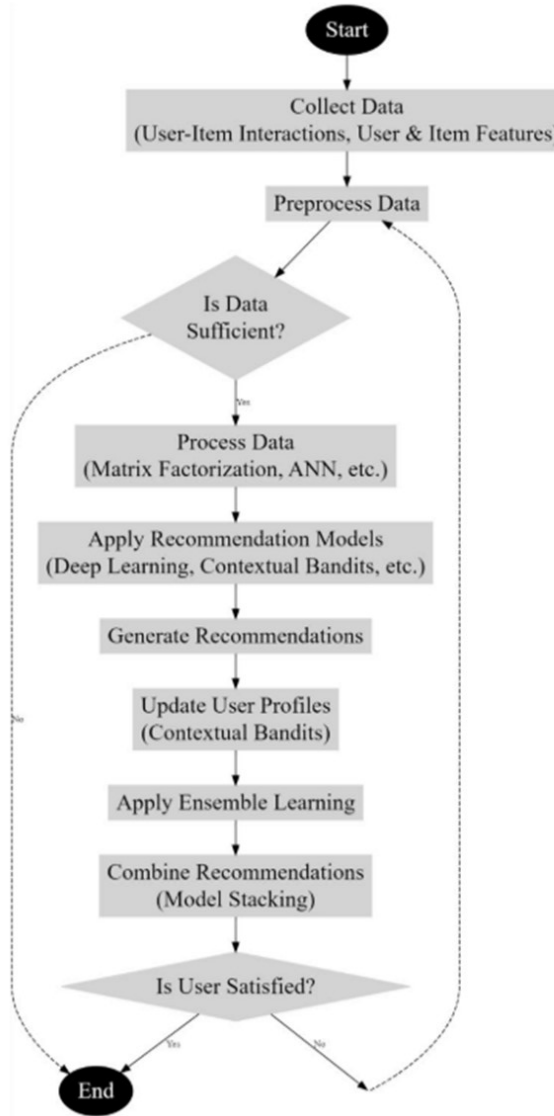 Start
Collect Data
(User-Item Interactions, User & Item Features)
Preprocess Data
Is Data
Sufficient?
Yes
Process Data
(Matrix Factorization, ANN, etc.)
Apply Recommendation Models
(Deep Learning, Contextual Bandits, etc.)
Generate Recommendations
No
Update User Profiles
(Contextual Bandits)
Apply Ensemble Learning
Combine Recommendations
(Model Stacking)
Is User Satisfied?
Yes
No
End